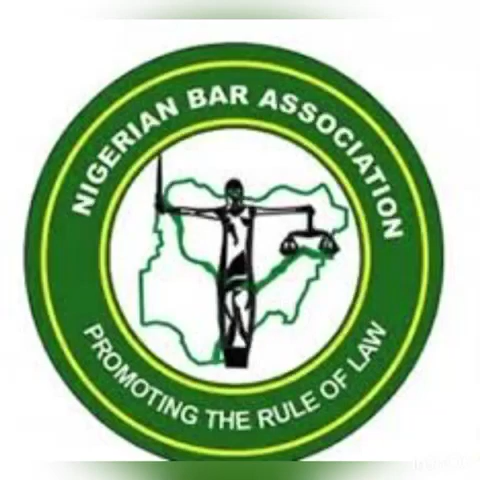 NIGERIAN BAR ASSOCIATION
PROMOTING THE RULE OF LAW